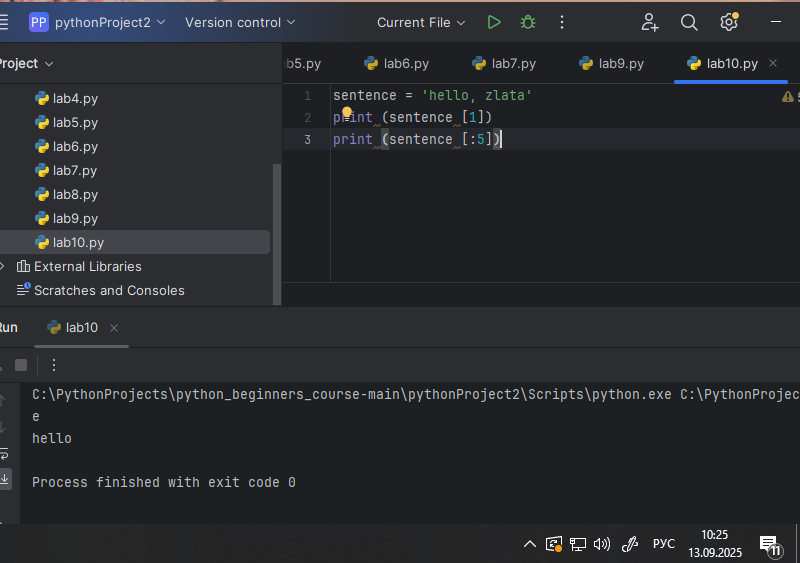 PP pythonProject2 Version control Current File
Project
b5.py lab6.py lab7.py lab9.py lab10.py
lab4.py
lab5.py
lab6.py
lab7.py
lab8.py
lab9.py
lab10.py
External Libraries
Scratches and Consoles
1 sentence = 'hello, zlata'
2 print (sentence [1])
3 print (sentence [:5])
Run lab10
C:\PythonProjects\python_beginners_course-main\pythonProject2\Scripts\python.exe C:\PythonProjec
e
hello
Process finished with exit code 0
РУС
10:25
13.09.2025
11